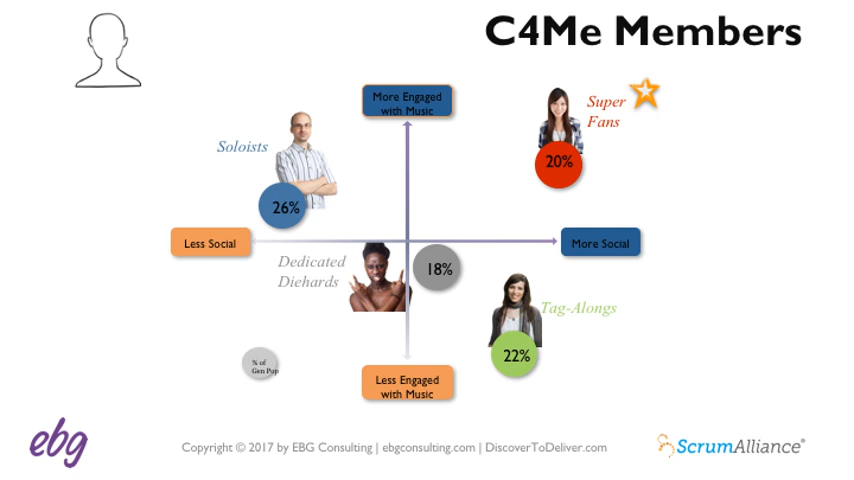 C4Me Members
More Engaged
with Music
Super
Fans
Soloists
20%
26%
Less Social
More Social
Dedicated
Diehards
18%
Tag-Alongs
22%
% of
Gen Pop
Less Engaged
with Music
ebg
Copyright © 2017 by EBG Consulting | ebgconsulting.com | DiscoverToDeliver.com
ScrumAlliance®